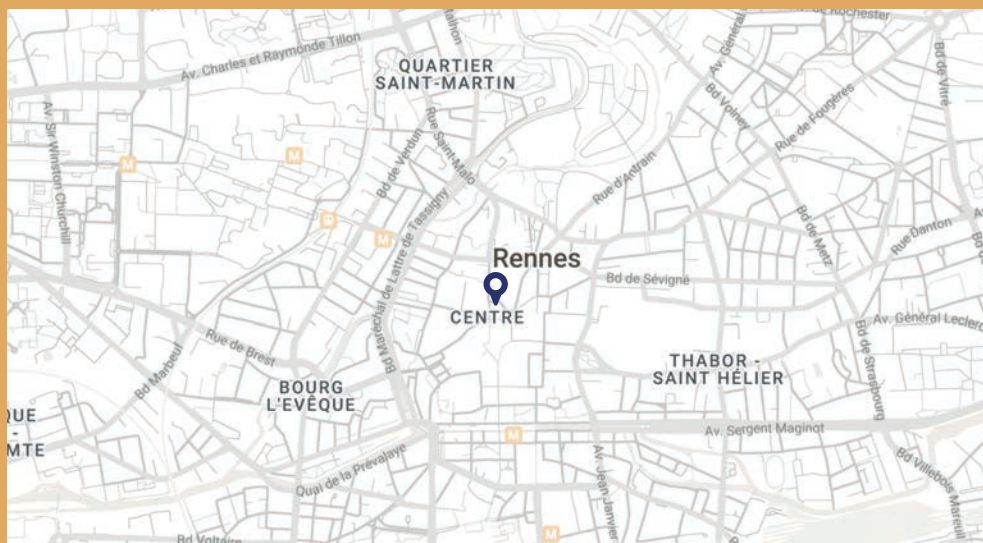 Av. Charles et Raymonde Tillon
QUARTIER
SAINT-MARTIN
Av. Général
de Rochester
Bd de Vitré
Av. Sir Winston Churchill
M
M
Bd de Verdun
Rue Saint-Malo
Bd Volney
Rue de Fougères
Rue d'Antrain
M
Bd Maréchal de Lattre de Tassigny
Rennes
Bd de Sévigné
Bd de Metz
Rue Danton
CENTRE
Av. Général Leclerc
Rue de Brest
Bd Marbeuf
BOURG
L'EVÊQUE
THABOR -
SAINT HÉLIER
Bd de Strasbourg
QUE
-
MTE
M
Av. Sergent Maginot
Quai de la Prévalaye
Av. Jean Janvier
Bd Villebois Mareuil
Bd Voltaire
M